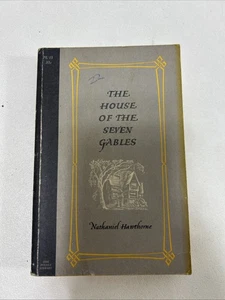 THE
HOUSE
OF THE
SEVEN
GABLES
Nathaniel Hawthorne